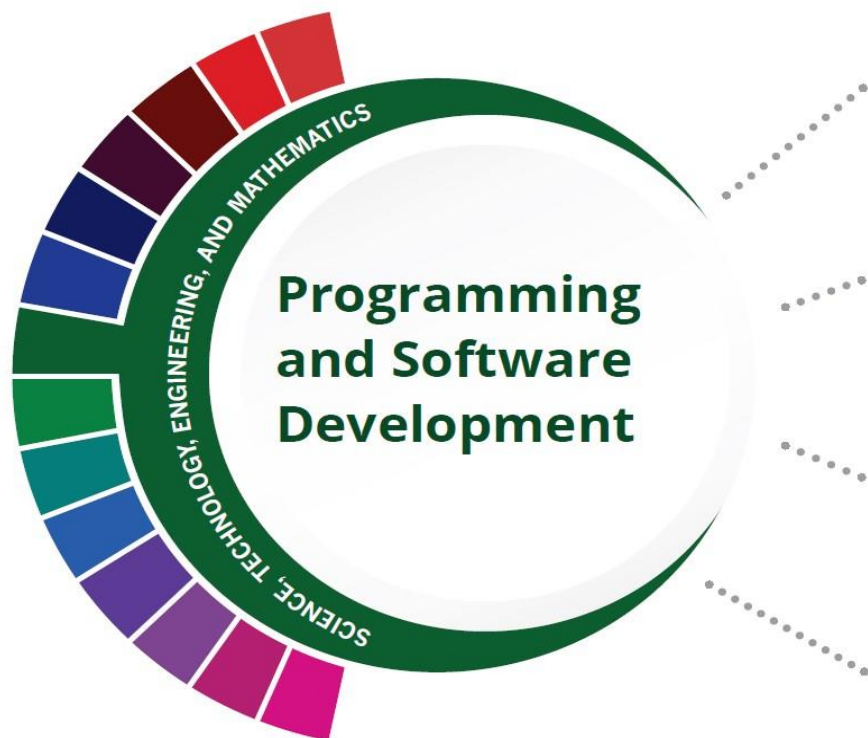 SCIENCE, TECHNOLOGY, ENGINEERING, AND MATHEMATICS
Programming
and Software
Development